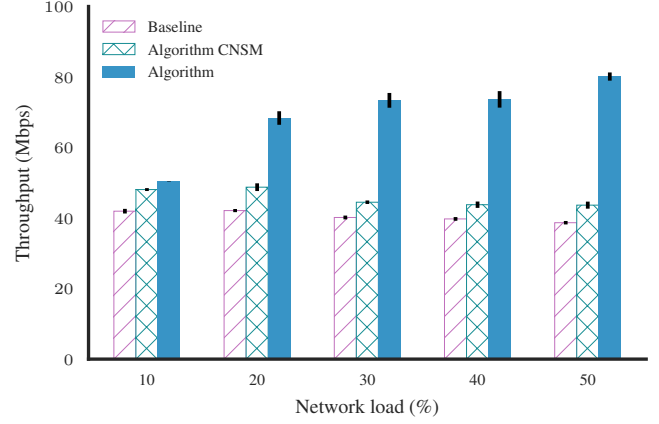 100
80
60
40
20
0
Throughput (Mbps)
Baseline
Algorithm CNSM
Algorithm
10 20 30 40 50
Network load (%)